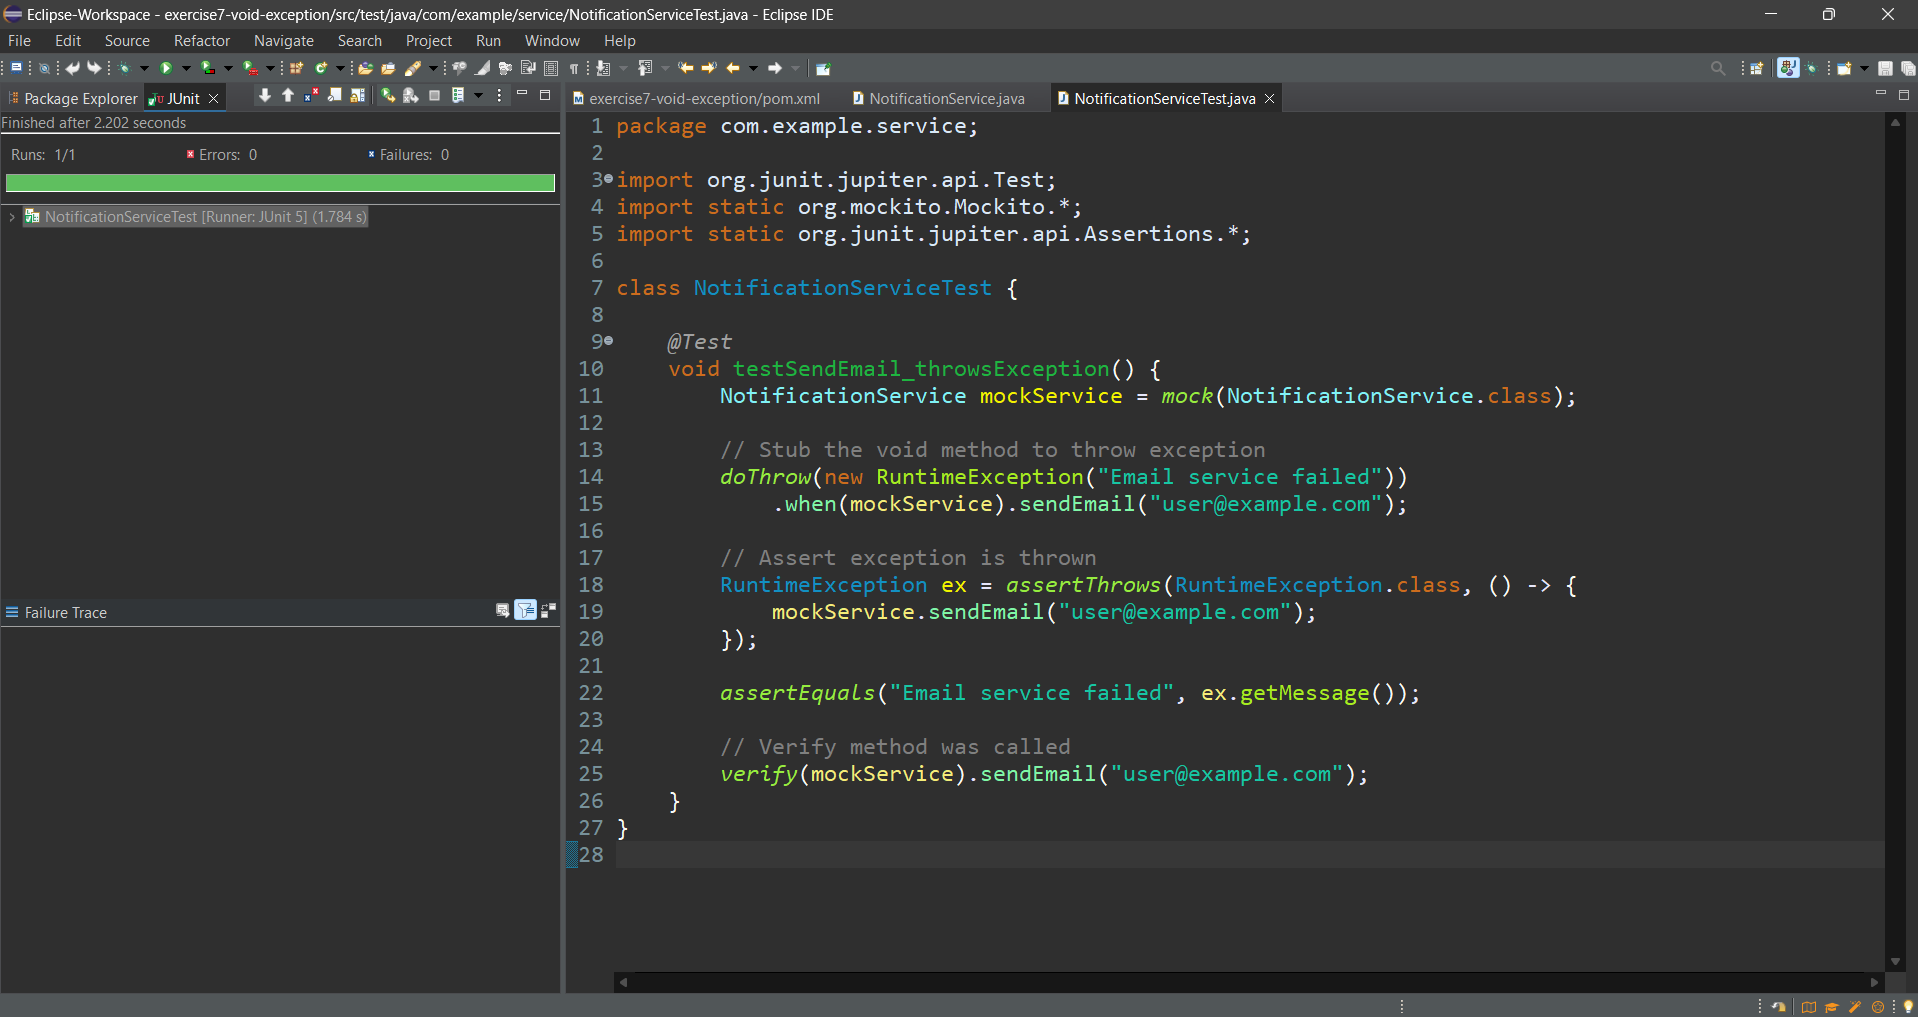 Eclipse-Workspace - exercise7-void-exception/src/test/java/com/example/service/NotificationServiceTest.java - Eclipse IDE
File Edit Source Refactor Navigate Search Project Run Window Help
Package Explorer JUnit
Finished after 2.202 seconds
Runs: 1/1 Errors: 0 Failures: 0
NotificationServiceTest [Runner: JUnit 5] (1.784 s)
Failure Trace
exercise7-void-exception/pom.xml NotificationService.java NotificationServiceTest.java
1 package com.example.service;
2
3 import org.junit.jupiter.api.Test;
4 import static org.mockito.Mockito.*;
5 import static org.junit.jupiter.api.Assertions.*;
6
7 class NotificationServiceTest {
8
9     @Test
10     void testSendEmail_throwsException() {
11         NotificationService mockService = mock(NotificationService.class);
12
13         // Stub the void method to throw exception
14         doThrow(new RuntimeException("Email service failed"))
15             .when(mockService).sendEmail("user@example.com");
16
17         // Assert exception is thrown
18         RuntimeException ex = assertThrows(RuntimeException.class, () -> {
19             mockService.sendEmail("user@example.com");
20         });
21
22         assertEquals("Email service failed", ex.getMessage());
23
24         // Verify method was called
25         verify(mockService).sendEmail("user@example.com");
26     }
27 }
28